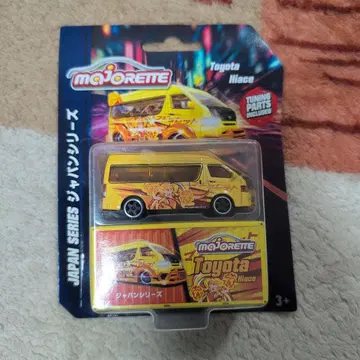 majorette
Toyota
Hiace
TUNING
PARTS
INCLUDED
JAPAN SERIES ジャパンシリーズ
majorette
Toyota
Hiace
ジャパンシリーズ
3+